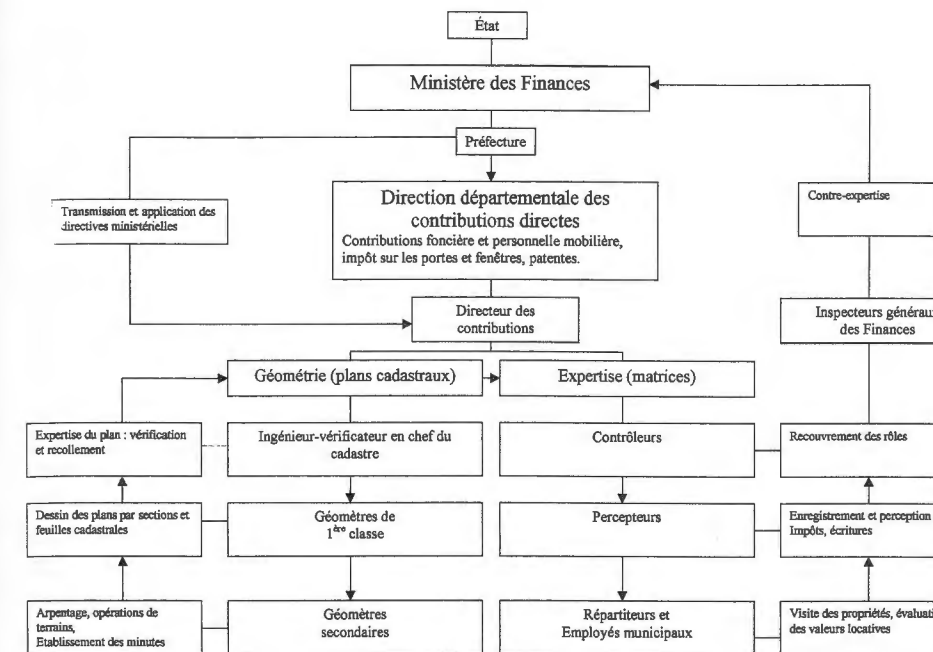 État
Ministère des Finances
Préfecture
Direction départementale des
contributions directes
Contributions foncière et personnelle mobilière,
impôt sur les portes et fenêtres, patentes.
Transmission et application des
directives ministérielles
Contre-expertise
Directeur des
contributions
Inspecteurs générau
des Finances
Géométrie (plans cadastraux)
Expertise (matrices)
Expertise du plan : vérification
et recollement
Ingénieur-vérificateur en chef du
cadastre
Contrôleurs
Recouvrement des rôles
Dessin des plans par sections et
feuilles cadastrales
Géomètres de
1ère classe
Percepteurs
Enregistrement et perception
Impôts, écritures
Arpentage, opérations de
terrains,
Etablissement des minutes
Géomètres
secondaires
Répartiteurs et
Employés municipaux
Visite des propriétés, évaluati
des valeurs locatives